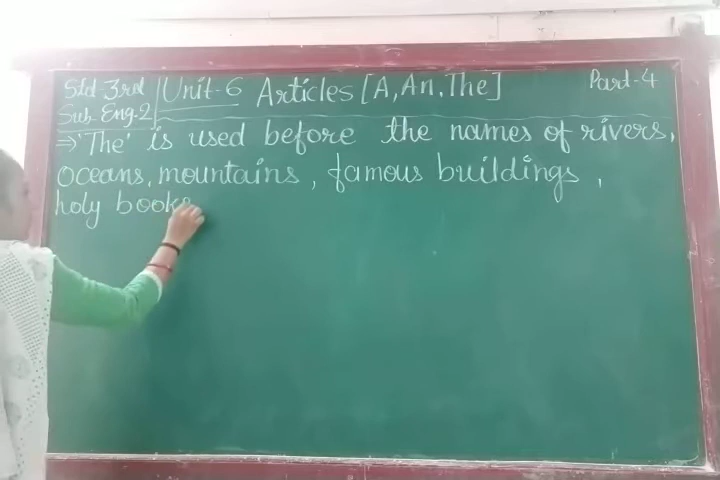 Std-3rd Unit-6 Articles [A, An, The] Part-4
Sub-Eng-2
⇒ 'The' is used before the names of rivers,
oceans, mountains, famous buildings,
holy books